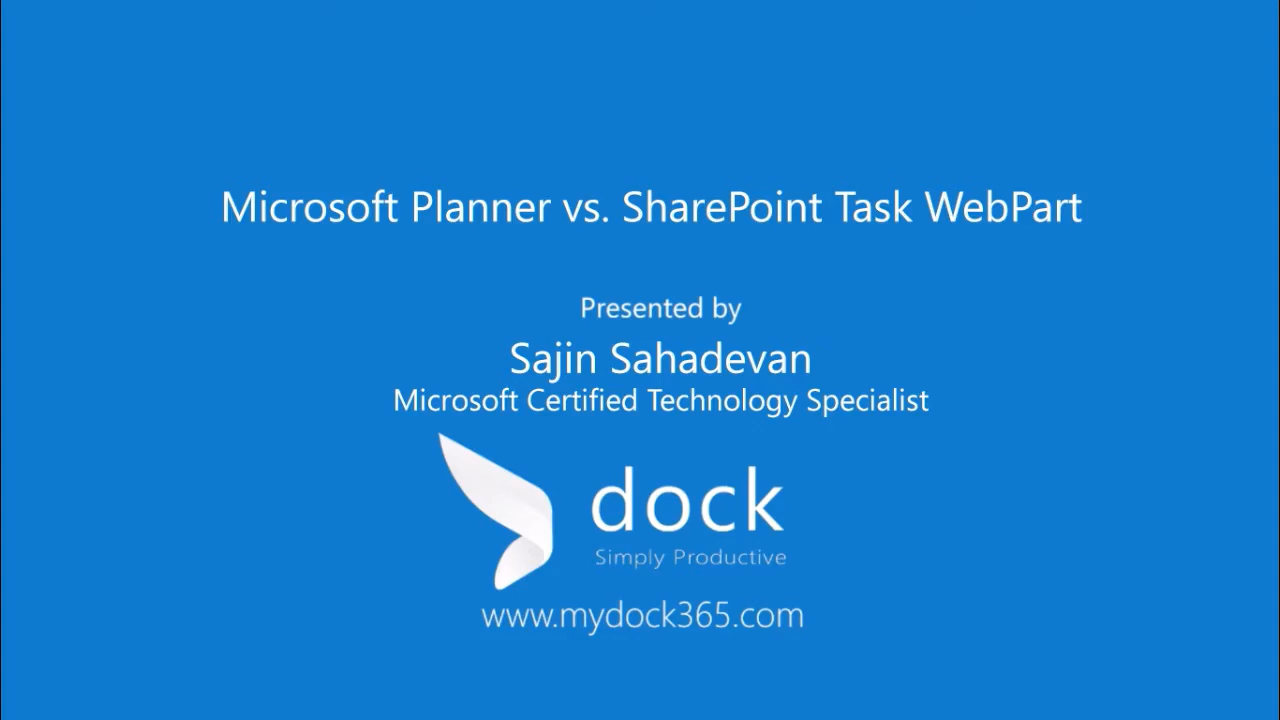 Microsoft Planner vs. SharePoint Task WebPart
Presented by
Sajin Sahadevan
Microsoft Certified Technology Specialist
dock
Simply Productive
www.mydock365.com